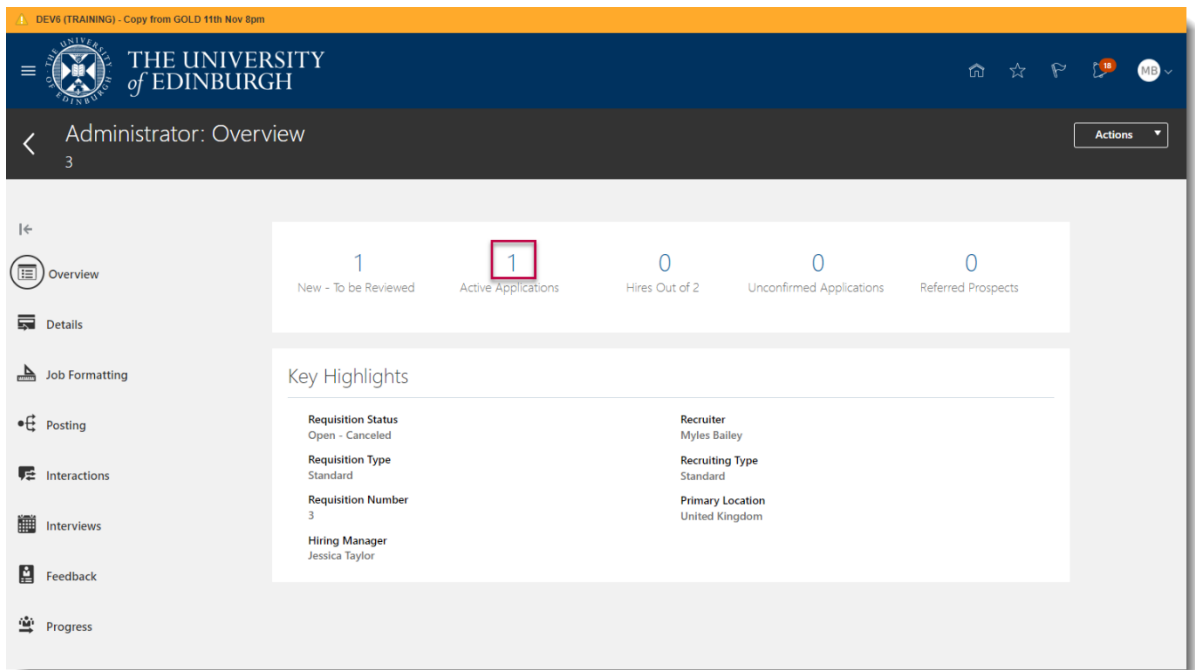 DEV6 (TRAINING) - Copy from GOLD 11th Nov 8pm
THE UNIVERSITY
of EDINBURGH
18
MB
Administrator: Overview
3
Actions
Overview
Details
Job Formatting
Posting
Interactions
Interviews
Feedback
Progress
1
New - To be Reviewed
1
Active Applications
0
Hires Out of 2
0
Unconfirmed Applications
0
Referred Prospects
Key Highlights
Requisition Status
Open - Canceled
Requisition Type
Standard
Requisition Number
3
Hiring Manager
Jessica Taylor
Recruiter
Myles Bailey
Recruiting Type
Standard
Primary Location
United Kingdom